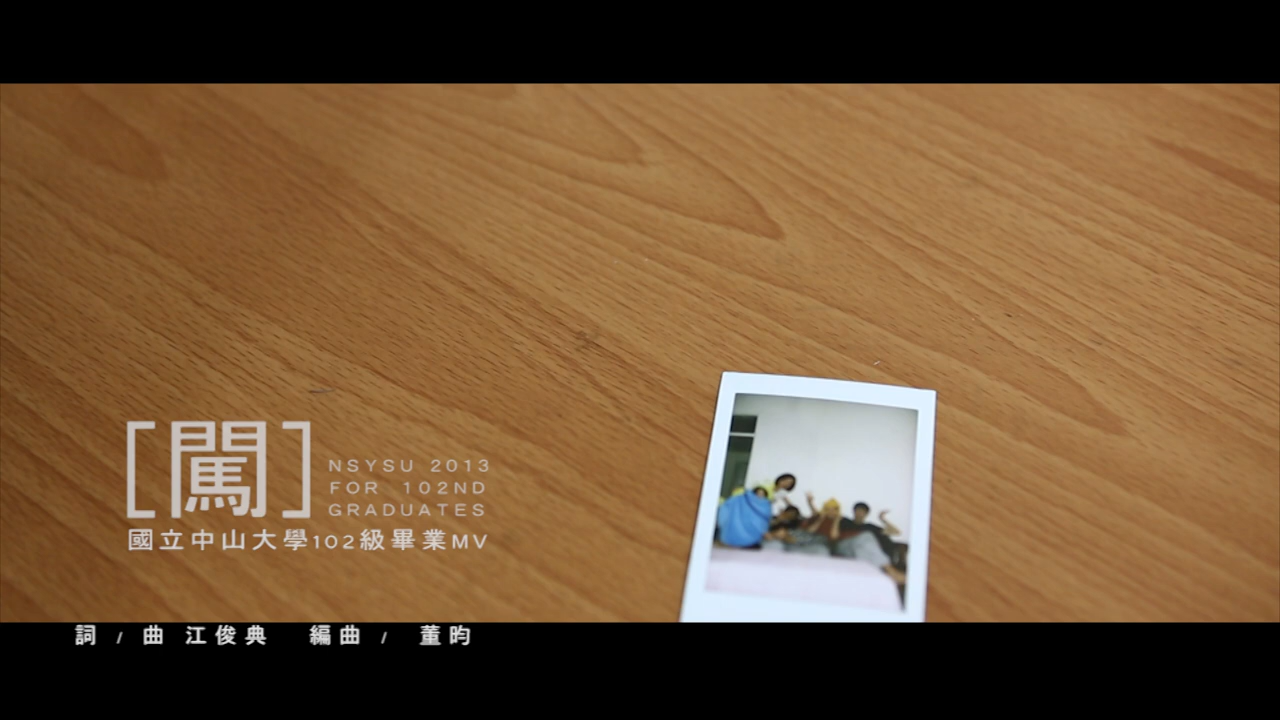 [闖]
NSYSU 2013
FOR 102ND
GRADUATES
國立中山大學102級畢業MV
詞 / 曲 江俊典 編曲 / 董昀